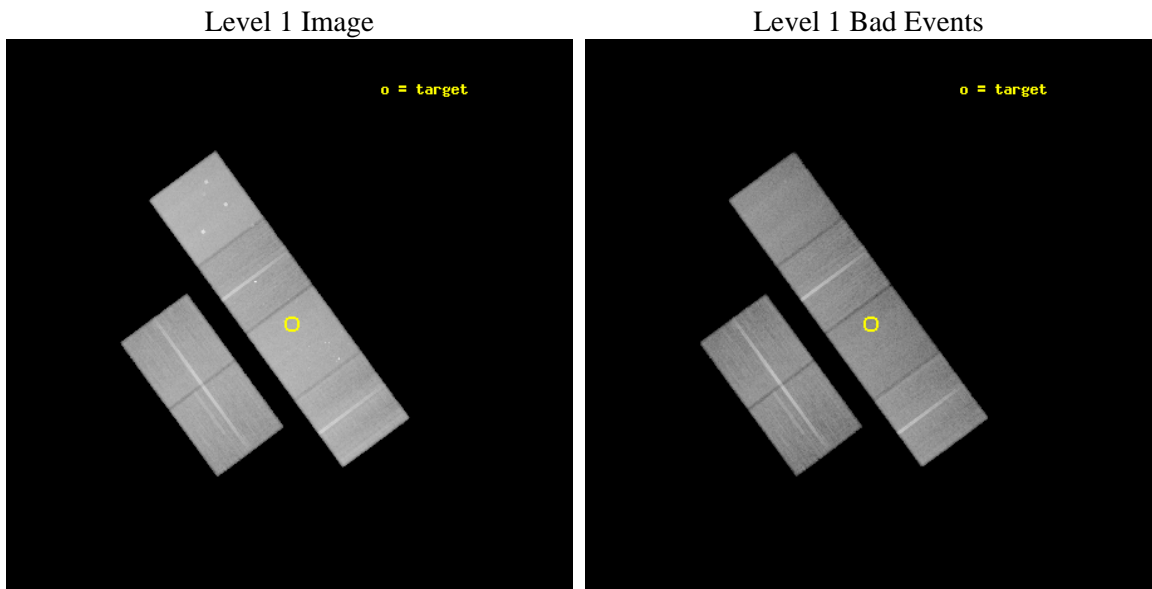 Level 1 Image
Level 1 Bad Events
o = target
o = target